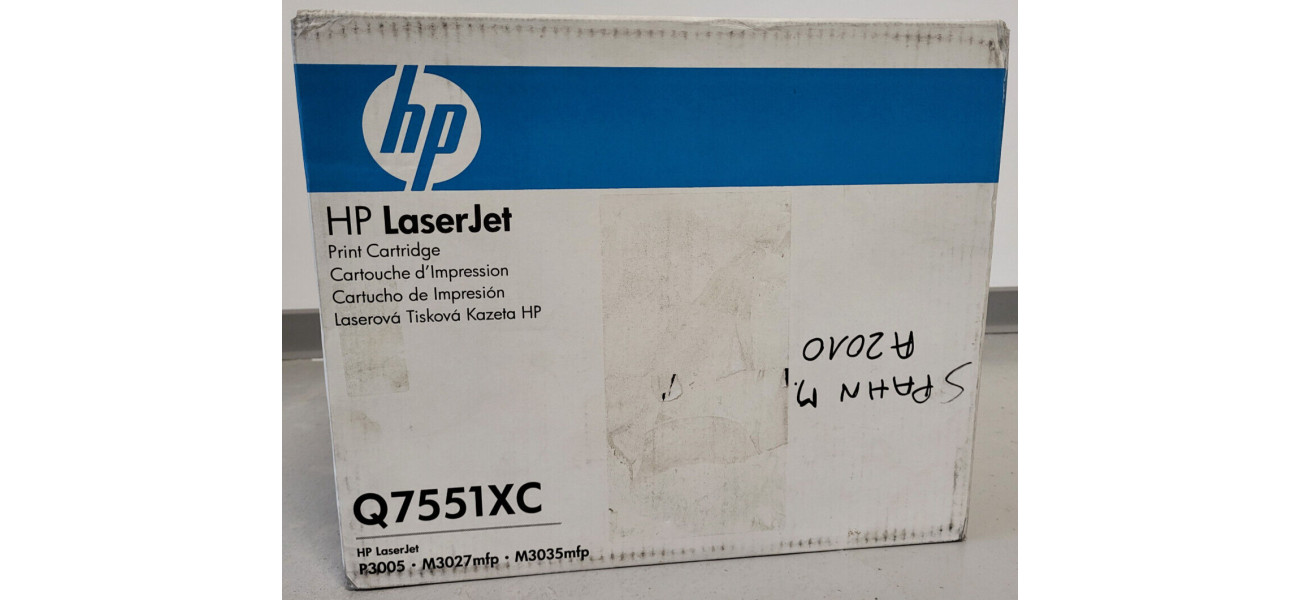 hp
HP LaserJet
Print Cartridge
Cartouche d'Impression
Cartucho de Impresión
Laserová Tisková Kazeta HP
SPAHN M.
A2010
Q7551XC
HP LaserJet
P3005 · M3027mfp · M3035mfp